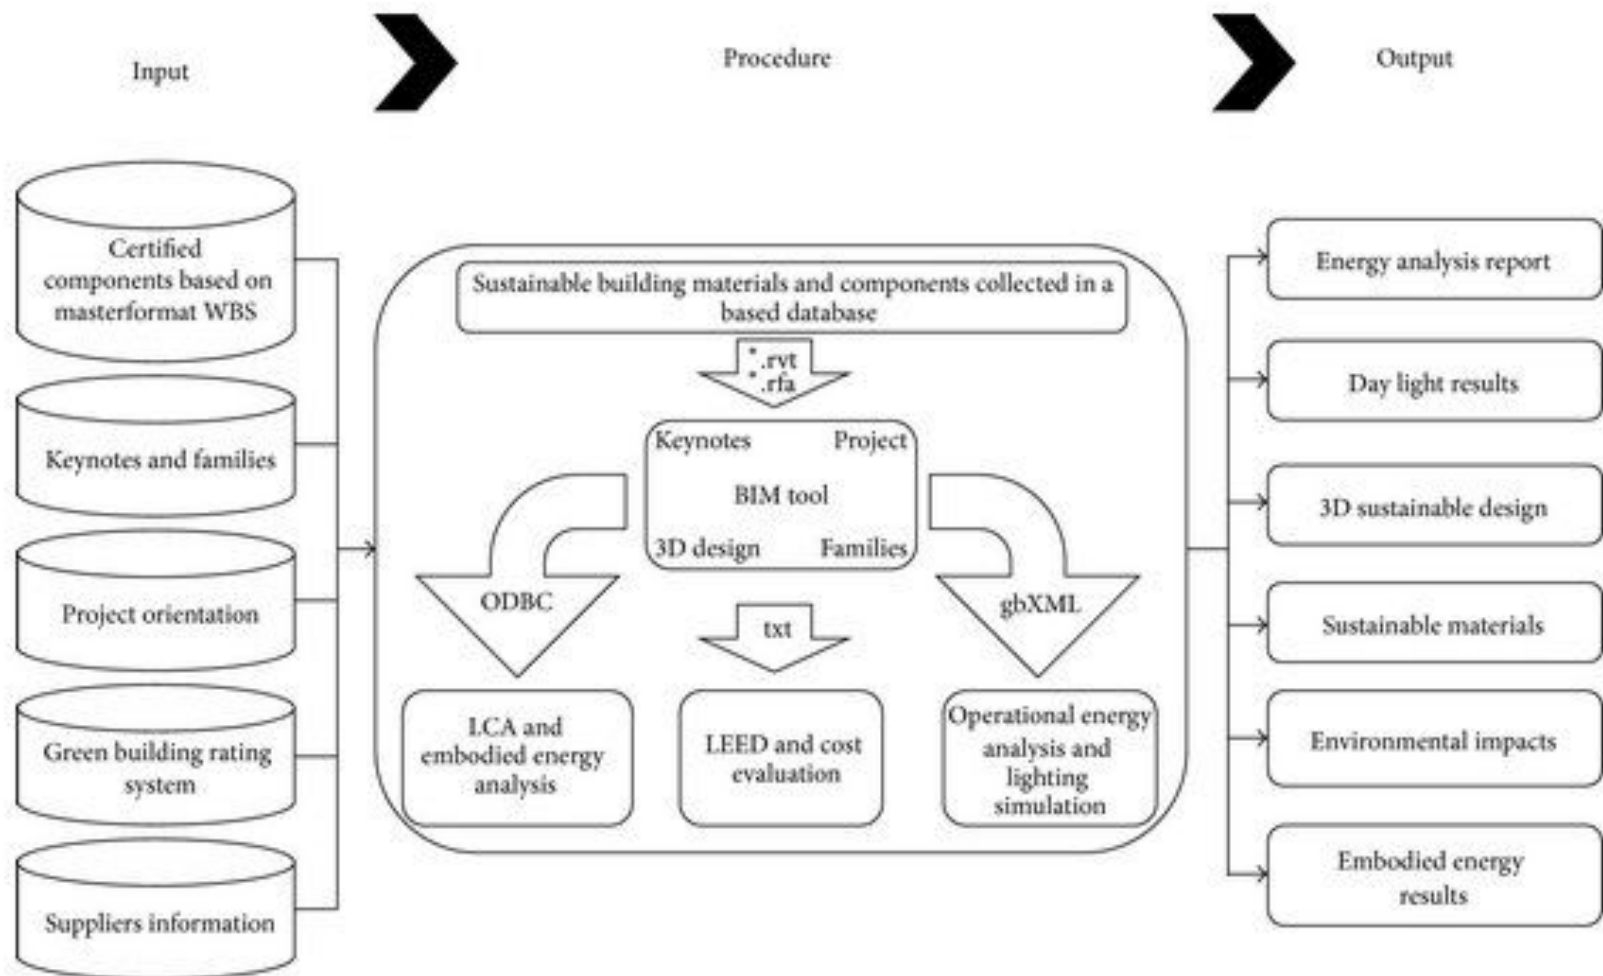 Input
Procedure
Output
Certified
components based on
masterformat WBS
Keynotes and families
Project orientation
Green building rating
system
Suppliers information
Sustainable building materials and components collected in a
based database
*.rvt
*.rfa
Keynotes
Project
BIM tool
3D design
Families
ODBC
txt
gbXML
LCA and
embodied energy
analysis
LEED and cost
evaluation
Operational energy
analysis and
lighting
simulation
Energy analysis report
Day light results
3D sustainable design
Sustainable materials
Environmental impacts
Embodied energy
results